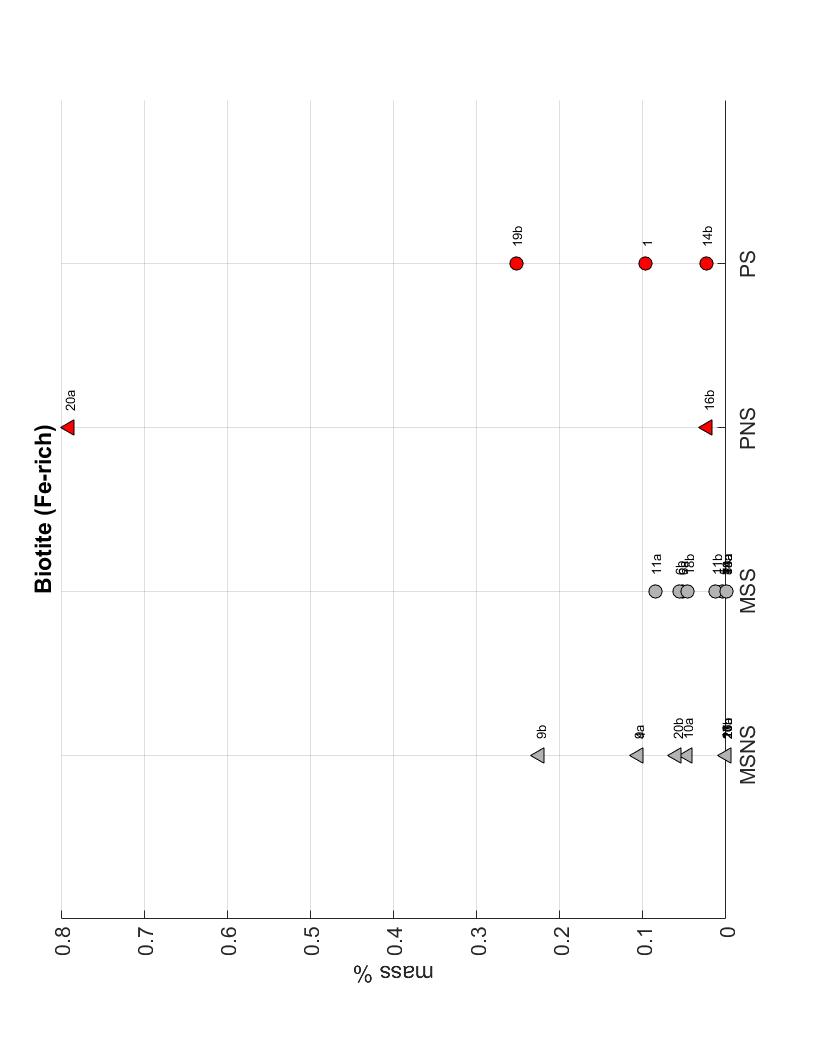 Biotite (Fe-rich)
0.8
20a
0.7
0.6
0.5
mass %
0.4
0.3
19b
9b
0.2
0.1
1
11a
20b
6b
10a
18b
16b
14b
11b
0
MSNS
MSS
PNS
PS